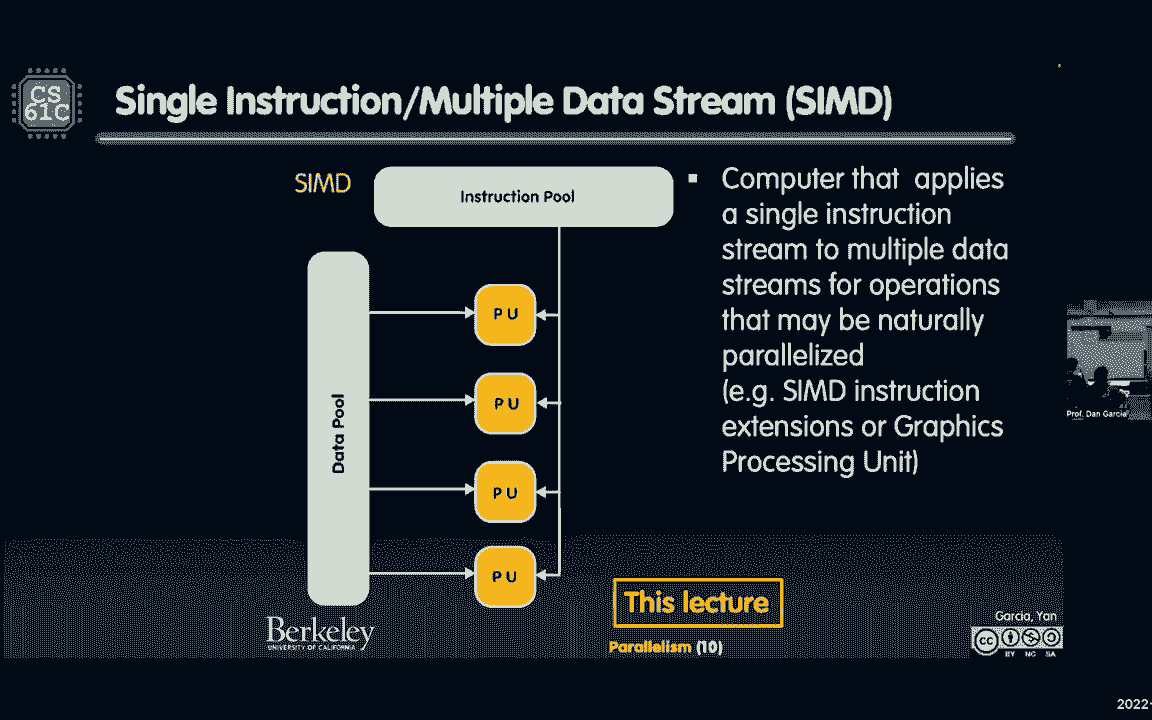 CS
61C
Single Instruction/Multiple Data Stream (SIMD)
SIMD
Instruction Pool
Data Pool
P U
P U
P U
P U
▪ Computer that applies
a single instruction
stream to multiple data
streams for operations
that may be naturally
parallelized
(e.g. SIMD instruction
extensions or Graphics
Processing Unit)
Prof. Dan Garcia
This lecture
Berkeley
UNIVERSITY OF CALIFORNIA
Parallelism (10)
Garcia, Yan
cc
BY NC SA
2022-